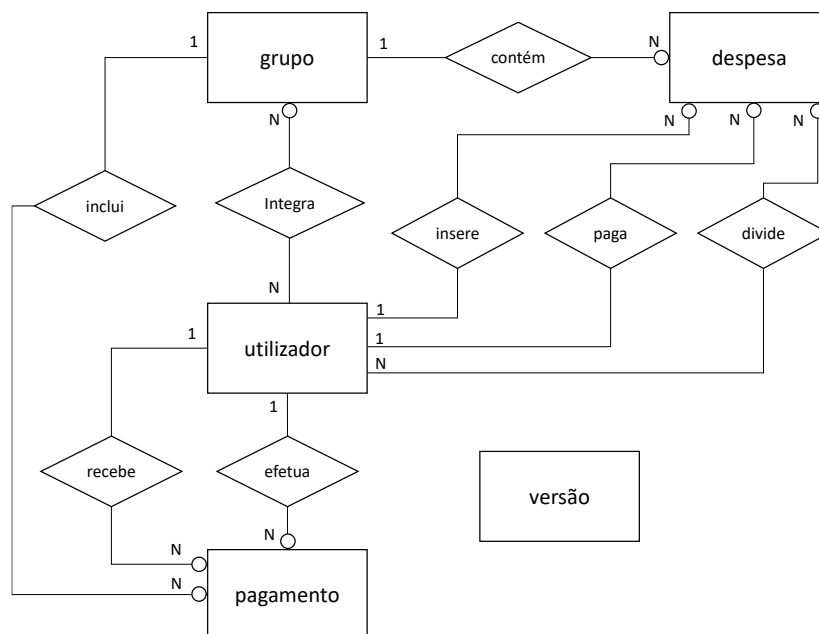 1
grupo
1
contém
N
despesa
N
N
N
N
inclui
Integra
insere
paga
divide
N
1
1
utilizador
1
N
1
recebe
efetua
versão
N
N
N
pagamento